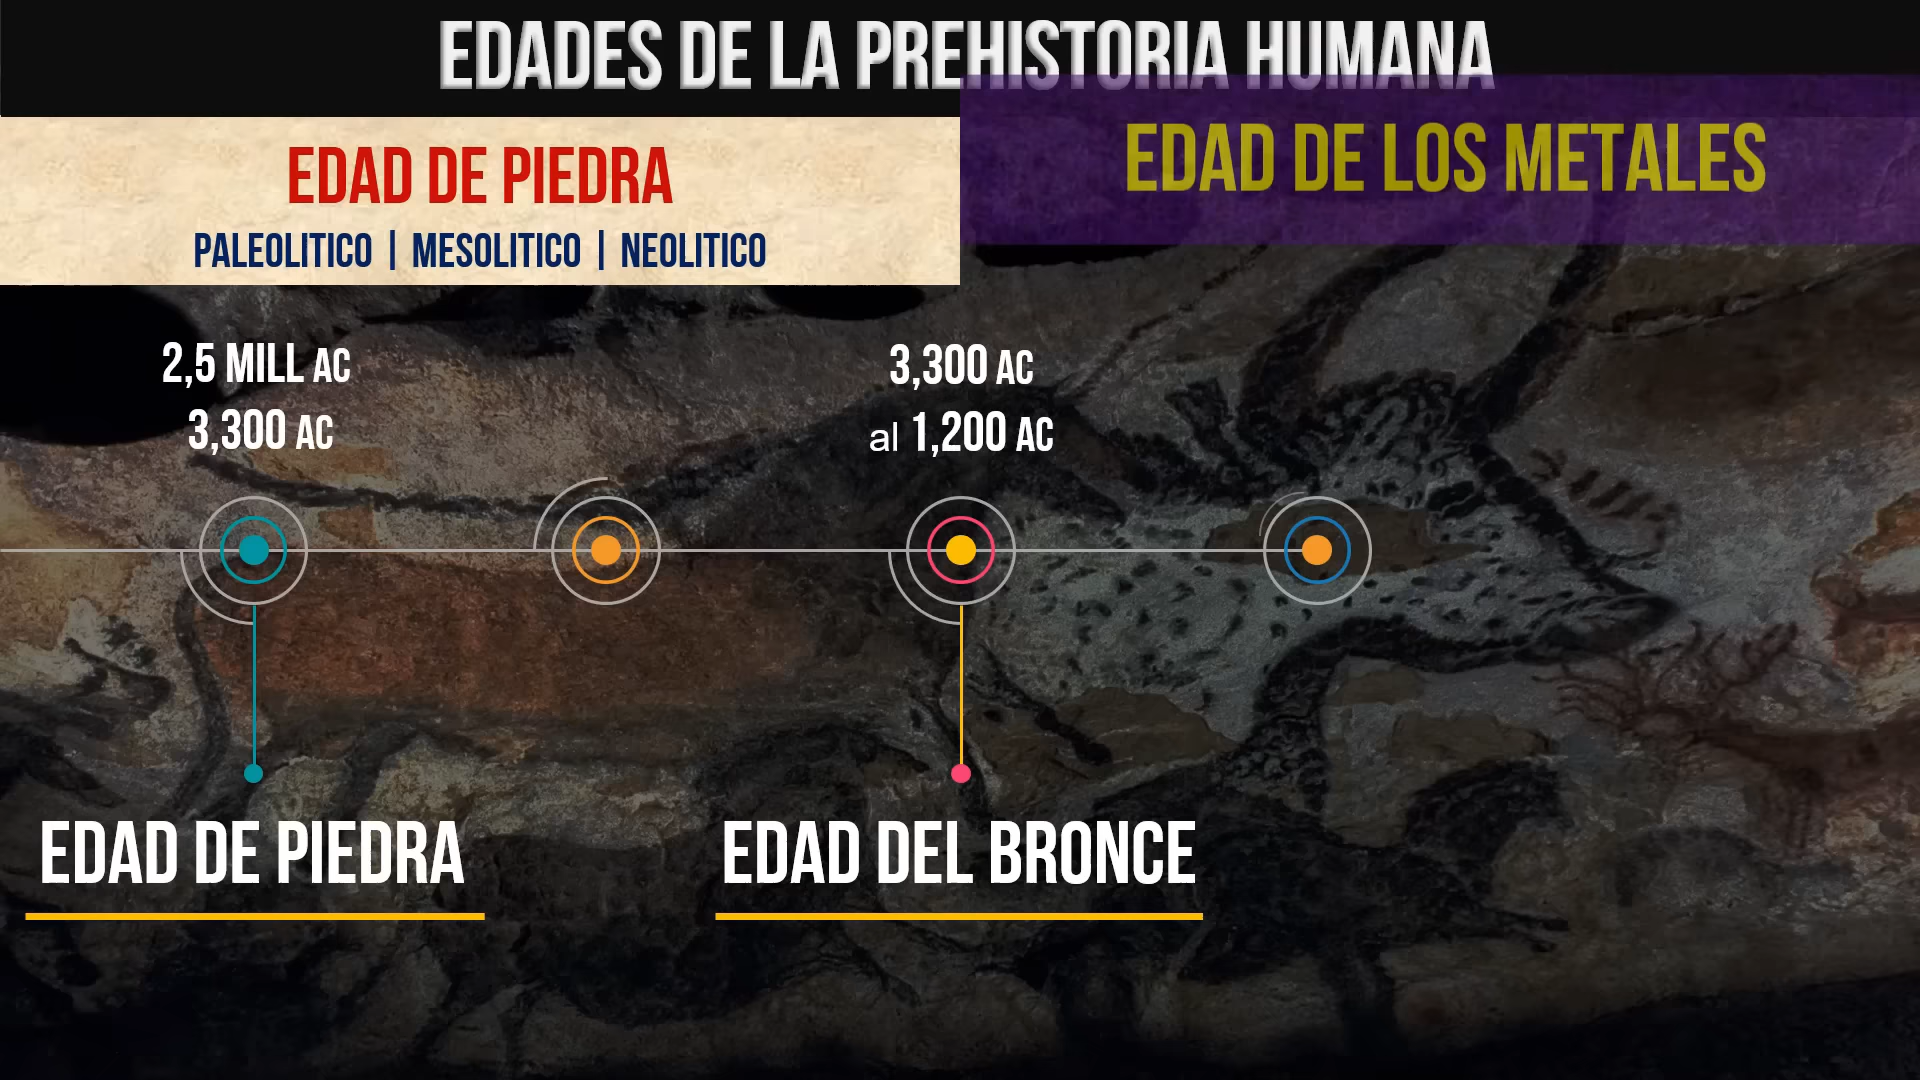 EDADES DE LA PREHISTORIA HUMANA
EDAD DE PIEDRA
PALEOLITICO | MESOLITICO | NEOLITICO
EDAD DE LOS METALES
2,5 MILL AC
3,300 AC
3,300 AC
al 1,200 AC
EDAD DE PIEDRA
EDAD DEL BRONCE